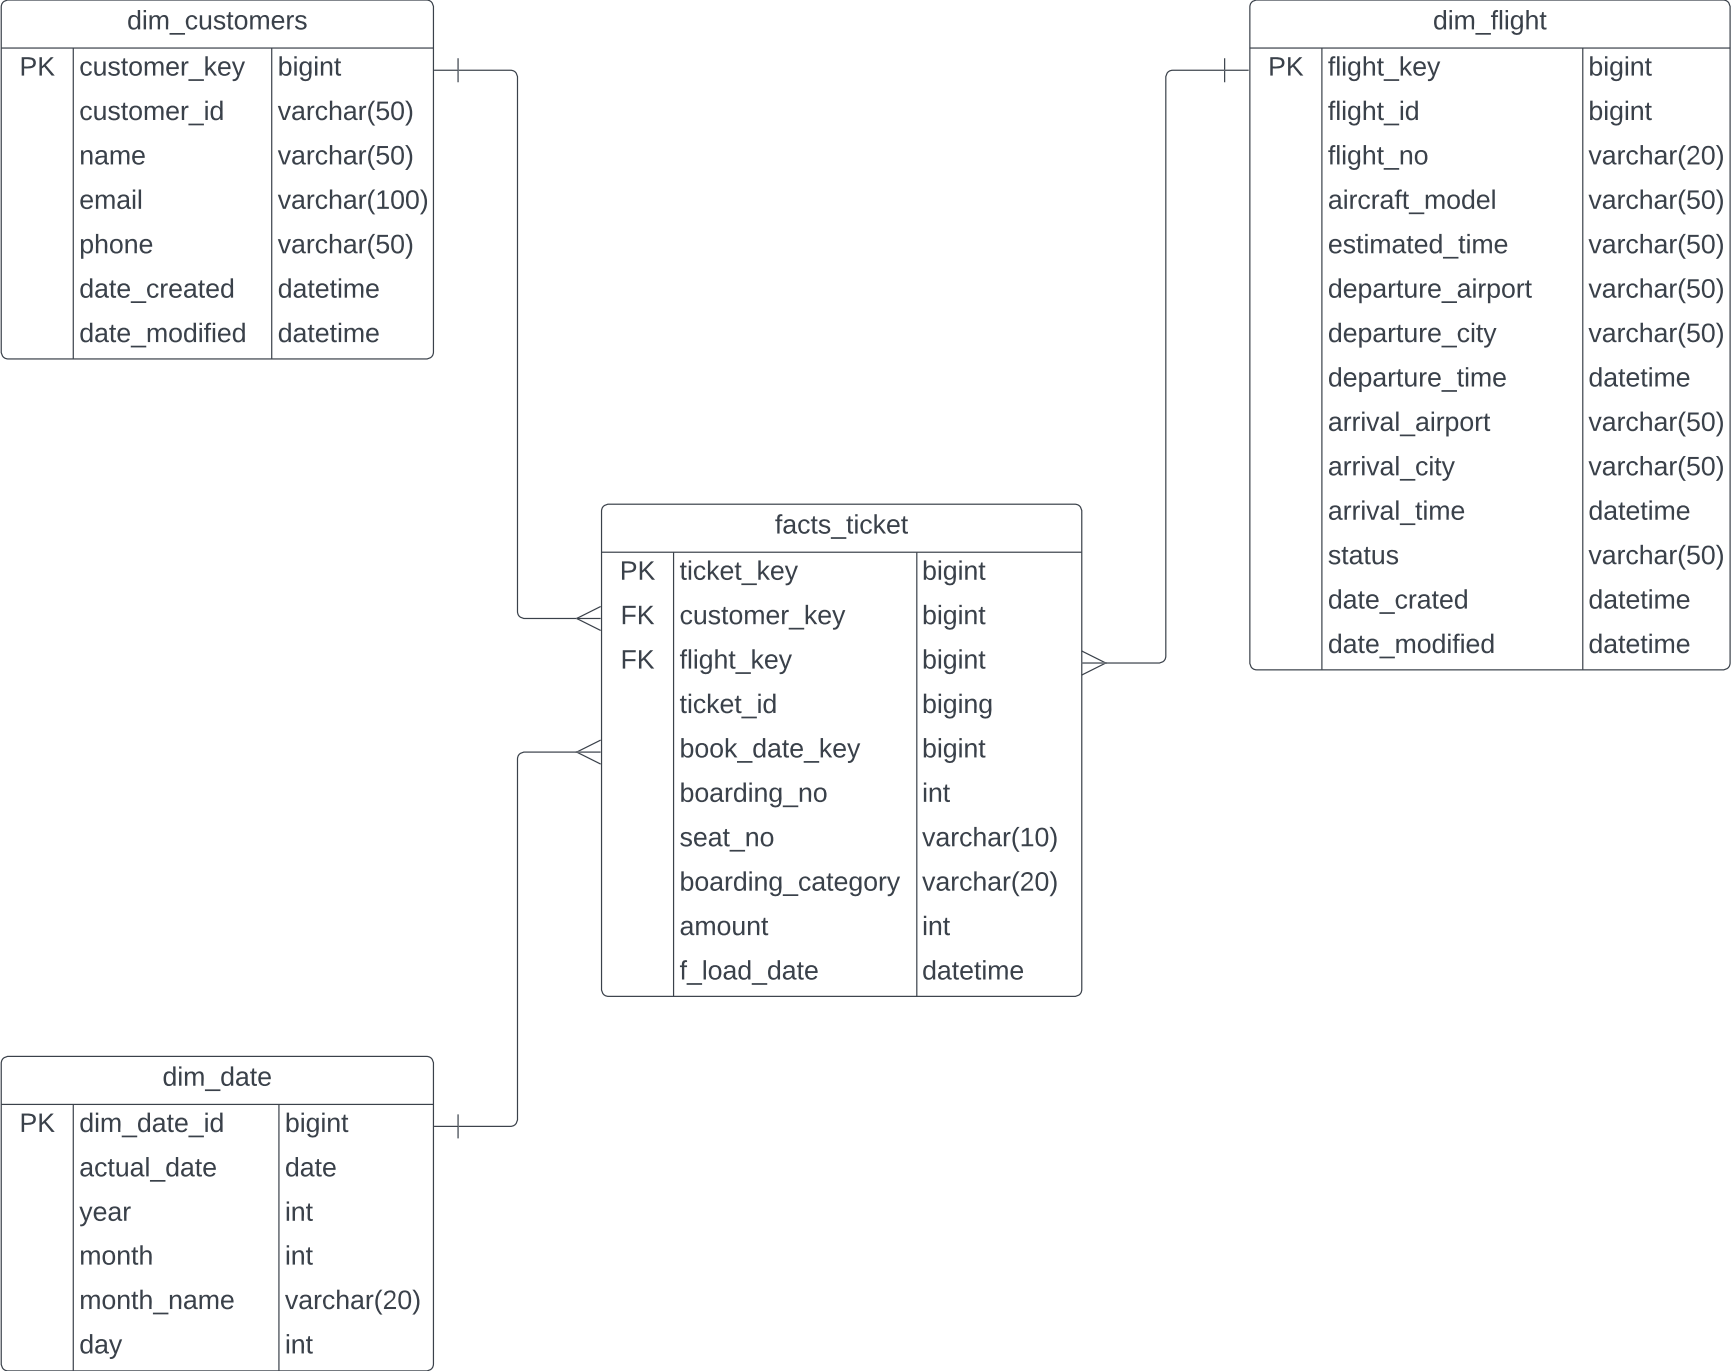 dim_customers
PK customer_key bigint
customer_id varchar(50)
name varchar(50)
email varchar(100)
phone varchar(50)
date_created datetime
date_modified datetime
dim_flight
PK flight_key bigint
flight_id bigint
flight_no varchar(20)
aircraft_model varchar(50)
estimated_time varchar(50)
departure_airport varchar(50)
departure_city varchar(50)
departure_time datetime
arrival_airport varchar(50)
arrival_city varchar(50)
arrival_time datetime
status varchar(50)
date_crated datetime
date_modified datetime
facts_ticket
PK ticket_key bigint
FK customer_key bigint
FK flight_key bigint
ticket_id biging
book_date_key bigint
boarding_no int
seat_no varchar(10)
boarding_category varchar(20)
amount int
f_load_date datetime
dim_date
PK dim_date_id bigint
actual_date date
year int
month int
month_name varchar(20)
day int